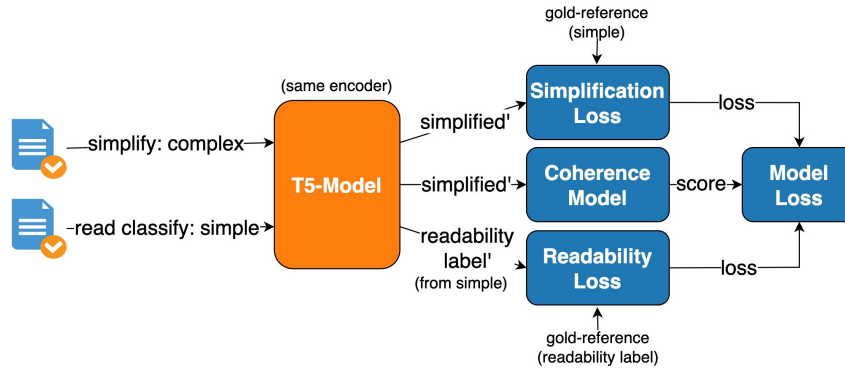 gold-reference
(simple)
(same encoder)
Simplification
Loss
loss
simplified'
simplify: complex
T5-Model
simplified'
Coherence
Model
score
Model
Loss
read classify: simple
readability
label'
(from simple)
Readability
Loss
loss
gold-reference
(readability label)